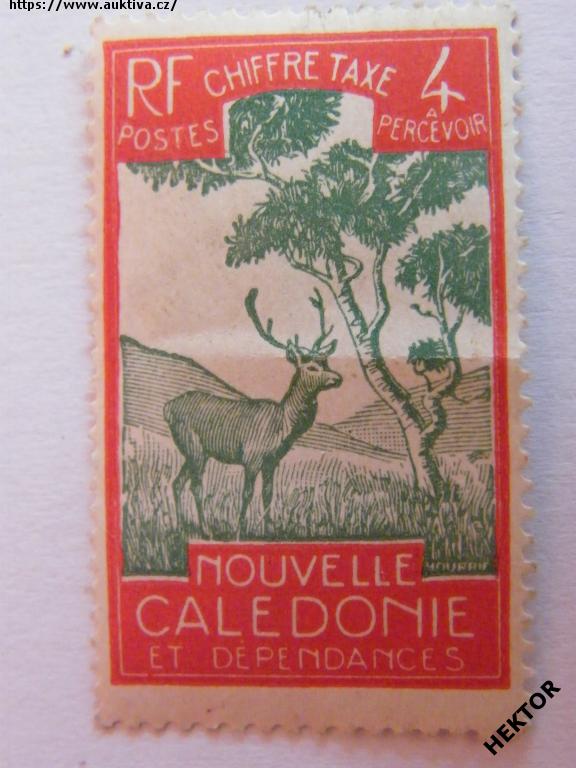 https://www.auktiva.cz/
RF CHIFFRE TAXE 4
POSTES À PERCEVOIR
NOUVELLE
CALEDONIE
ET DÉPENDANCES
HEKTOR